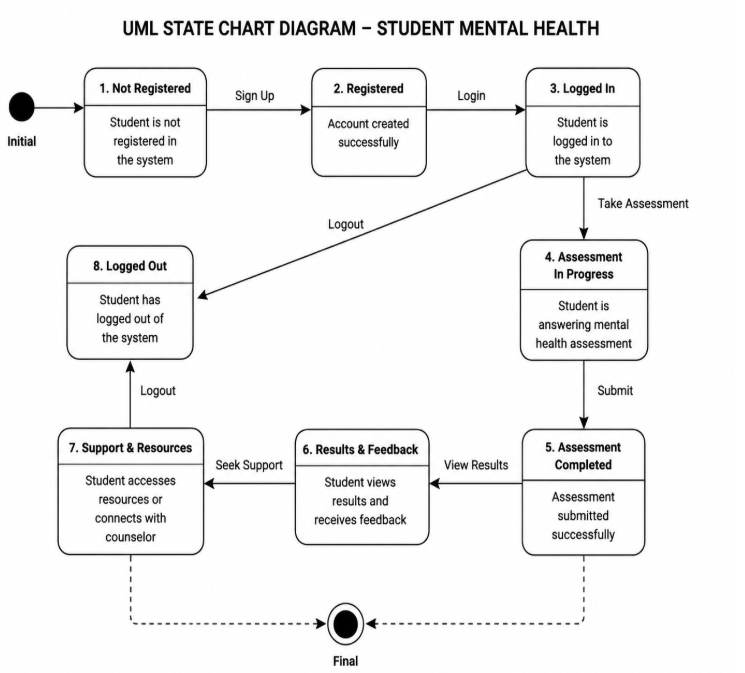 UML STATE CHART DIAGRAM – STUDENT MENTAL HEALTH
Initial
1. Not Registered
Student is not
registered in
the system
Sign Up
2. Registered
Account created
successfully
Login
3. Logged In
Student is
logged in to
the system
Logout
Take Assessment
4. Assessment
In Progress
Student is
answering mental
health assessment
Submit
5. Assessment
Completed
Assessment
submitted
successfully
View Results
6. Results & Feedback
Student views
results and
receives feedback
Seek Support
7. Support & Resources
Student accesses
resources or
connects with
counselor
Logout
8. Logged Out
Student has
logged out of
the system
Final